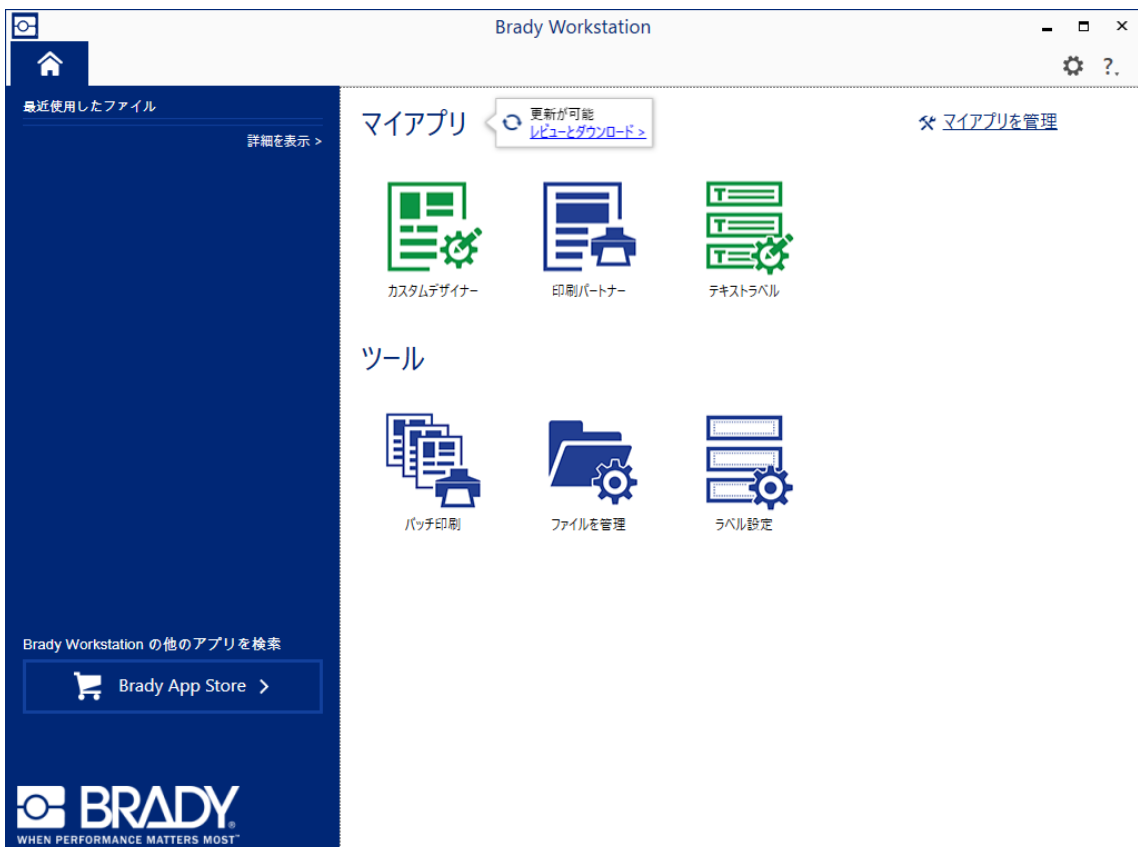 Brady Workstation
?
最近使用したファイル
詳細を表示 >
マイアプリ
更新が可能
レビューとダウンロード >
マイアプリを管理
カスタムデザイナー
印刷パートナー
テキストラベル
ツール
バッチ印刷
ファイルを管理
ラベル設定
Brady Workstation の他のアプリを検索
Brady App Store >
BRADY®
WHEN PERFORMANCE MATTERS MOST™